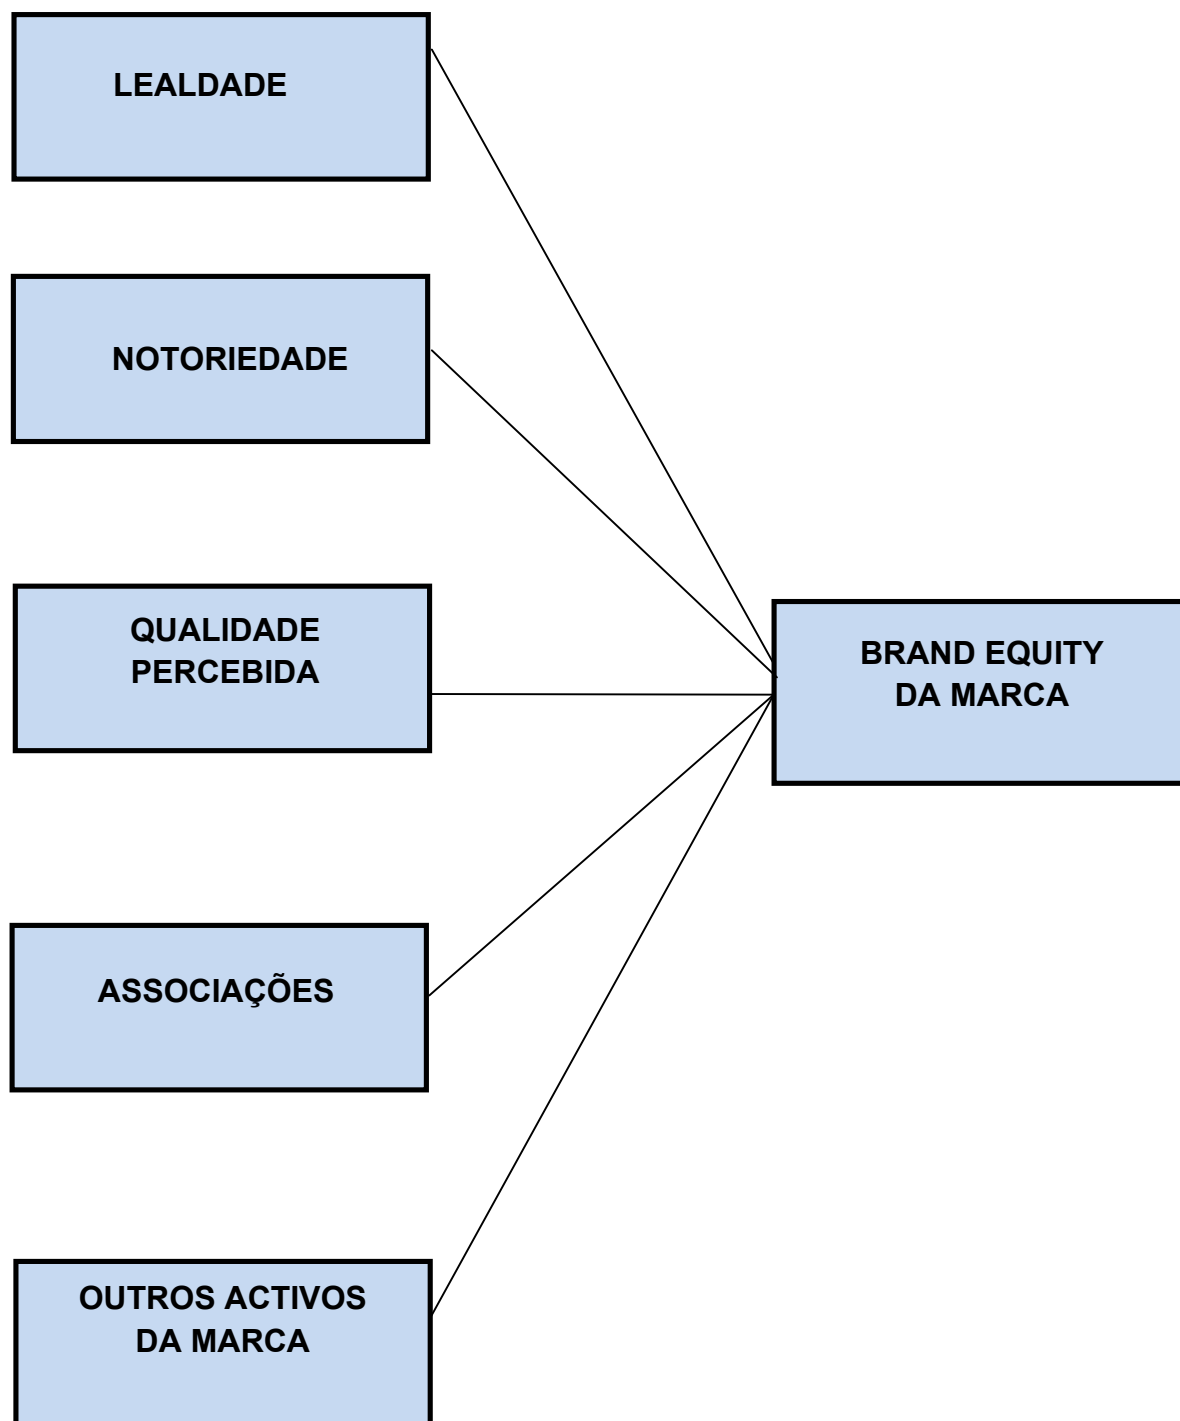 LEALDADE
NOTORIEDADE
QUALIDADE
PERCEBIDA
BRAND EQUITY
DA MARCA
ASSOCIAÇÕES
OUTROS ACTIVOS
DA MARCA